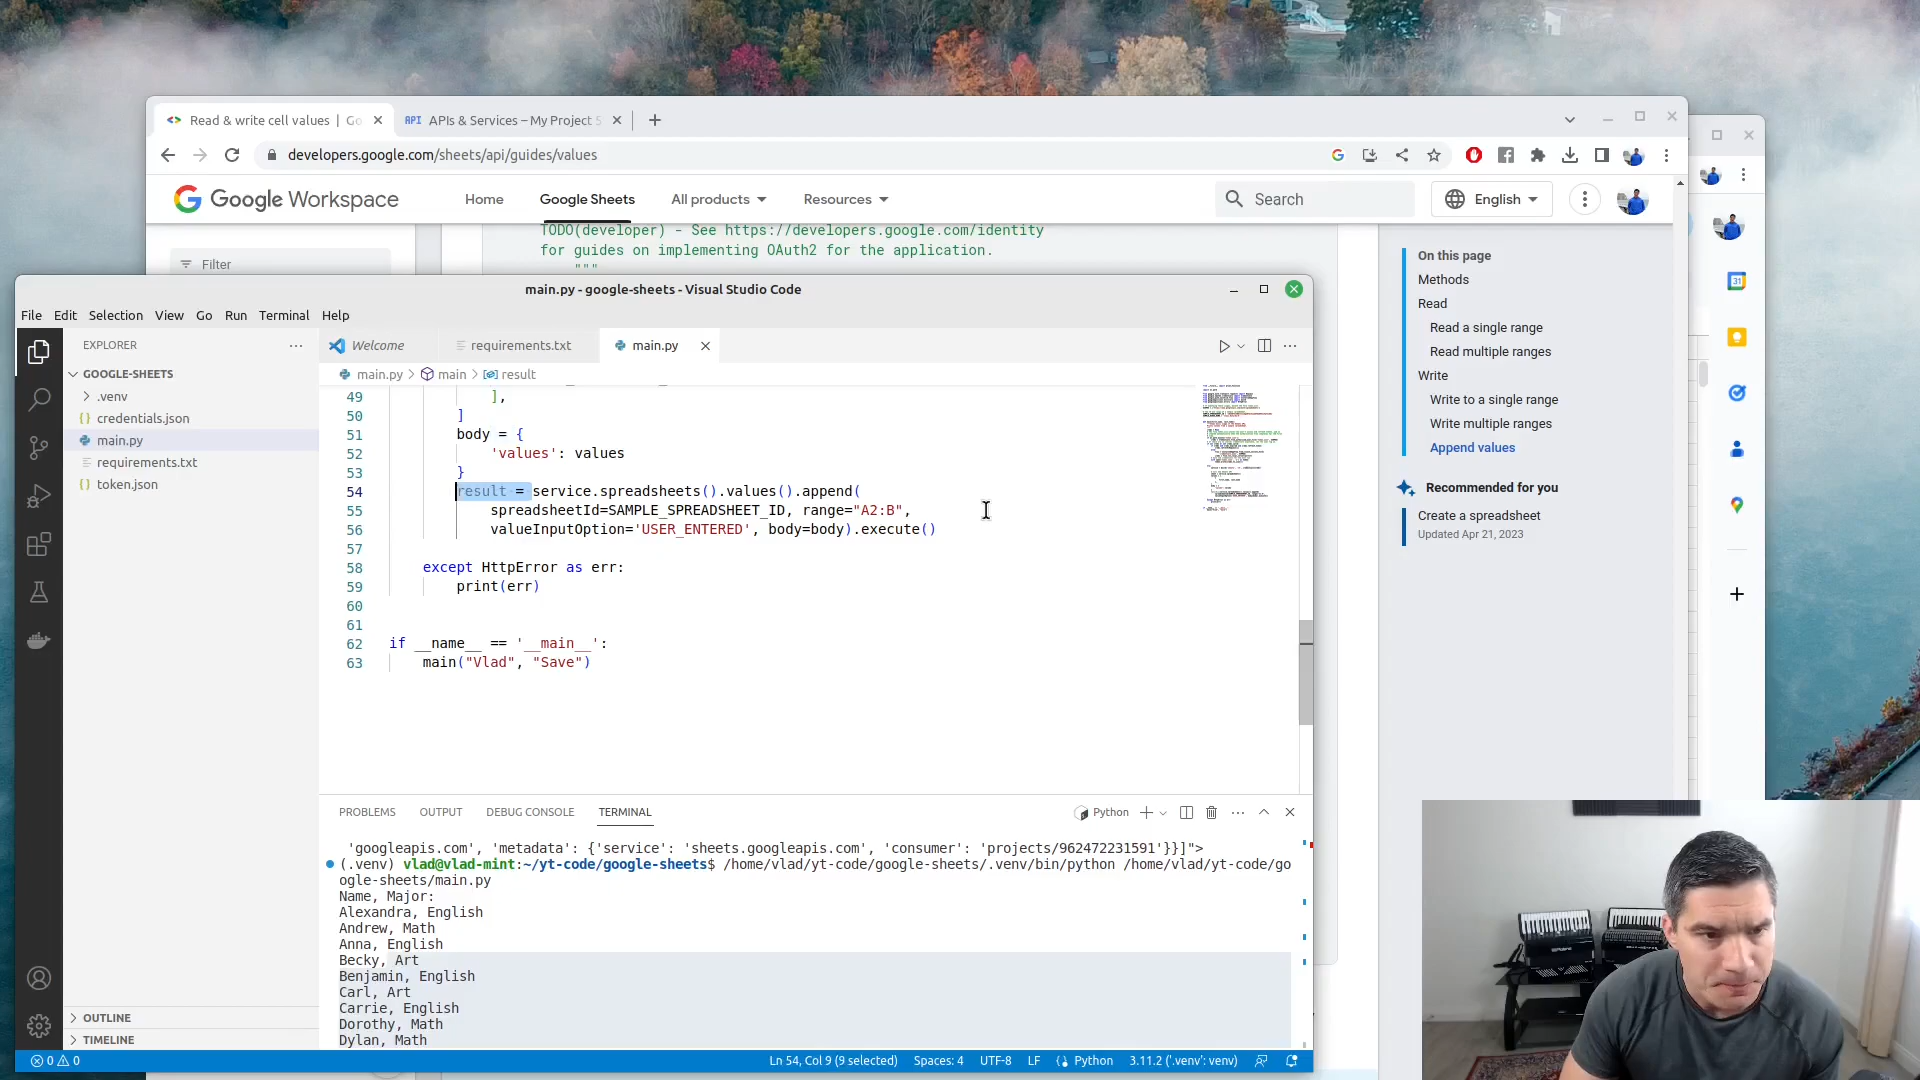 Read & write cell values | Go
APIs & Services – My Project S
developers.google.com/sheets/api/guides/values
Google Workspace
Home
Google Sheets
All products
Resources
Search
English
TODO(developer) - See https://developers.google.com/identity
for guides on implementing OAuth2 for the application.
"""
Filter
On this page
Methods
Read
Read a single range
Read multiple ranges
Write
Write to a single range
Write multiple ranges
Append values
Recommended for you
Create a spreadsheet
Updated Apr 21, 2023
main.py - google-sheets - Visual Studio Code
File Edit Selection View Go Run Terminal Help
EXPLORER
GOOGLE-SHEETS
.venv
credentials.json
main.py
requirements.txt
token.json
OUTLINE
TIMELINE
Welcome
requirements.txt
main.py
main.py > main > result
49 ],
50 ]
51 body = {
52 'values': values
53 }
54 result = service.spreadsheets().values().append(
55 spreadsheetId=SAMPLE_SPREADSHEET_ID, range="A2:B",
56 valueInputOption='USER_ENTERED', body=body).execute()
57
58 except HttpError as err:
59 print(err)
60
61
62 if __name__ == '__main__':
63 main("Vlad", "Save")
PROBLEMS OUTPUT DEBUG CONSOLE TERMINAL
Python
'googleapis.com', 'metadata': {'service': 'sheets.googleapis.com', 'consumer': 'projects/962472231591'}}]">
(.venv) vlad@vlad-mint:~/yt-code/google-sheets$ /home/vlad/yt-code/google-sheets/.venv/bin/python /home/vlad/yt-code/go
ogle-sheets/main.py
Name, Major:
Alexandra, English
Andrew, Math
Anna, English
Becky, Art
Benjamin, English
Carl, Art
Carrie, English
Dorothy, Math
Dylan, Math
0 0
Ln 54, Col 9 (9 selected) Spaces: 4 UTF-8 LF Python 3.11.2 ('.venv': venv)